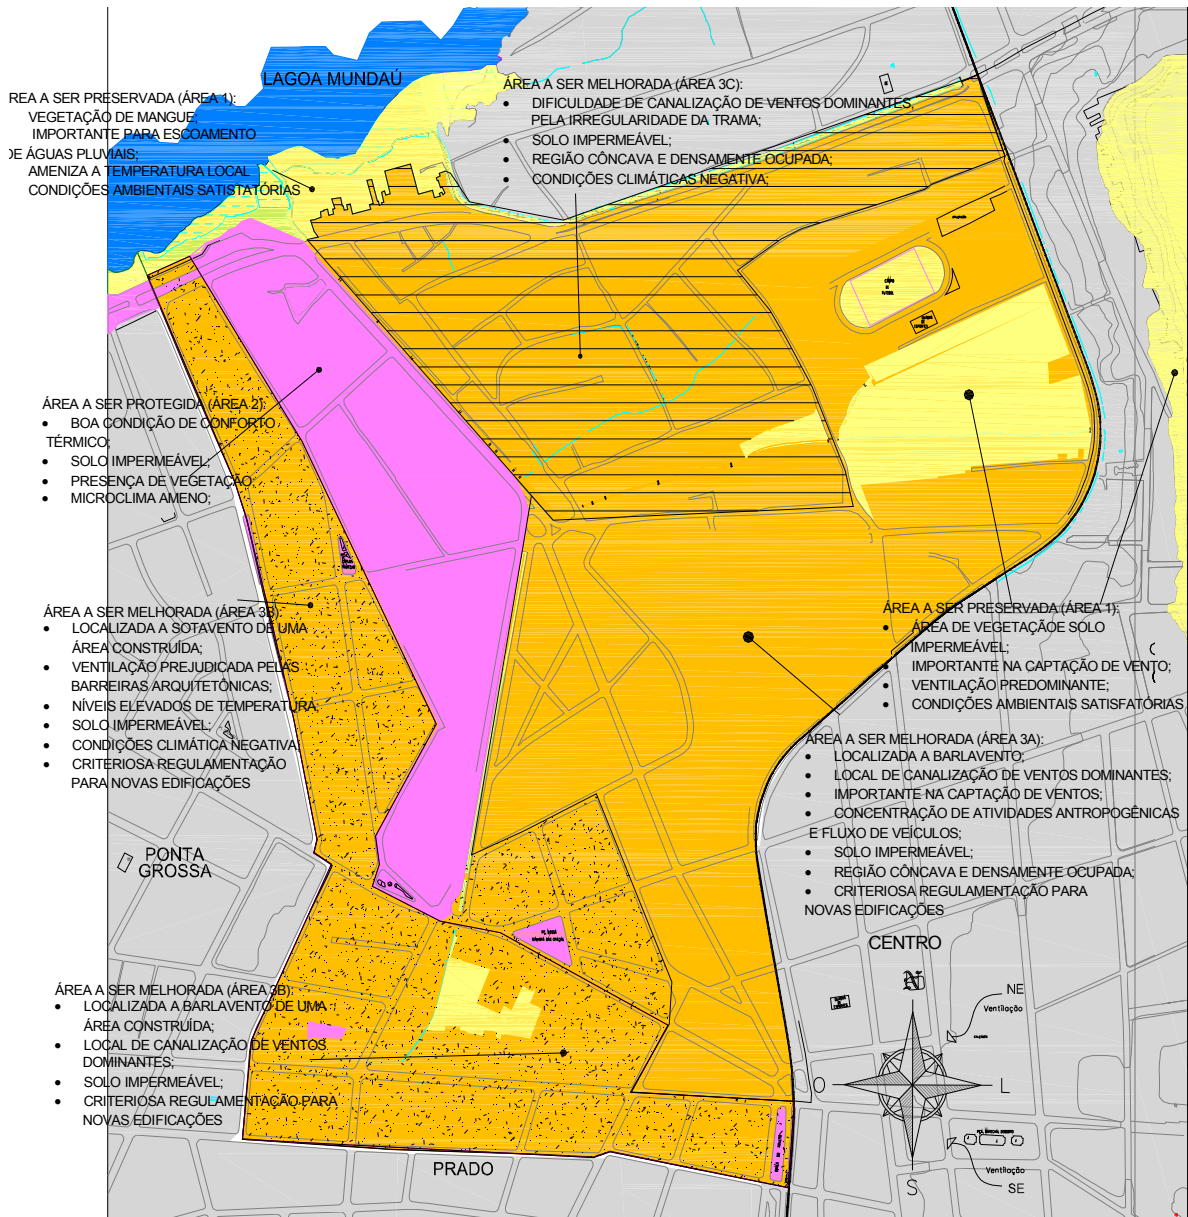 LAGOA MUNDAÚ
REA A SER PRESERVADA (ÁREA 1):
VEGETAÇÃO DE MANGUE;
IMPORTANTE PARA ESCOAMENTO
DE ÁGUAS PLUVIAIS;
AMENIZA A TEMPERATURA LOCAL
CONDIÇÕES AMBIENTAIS SATISTATÓRIAS
ÁREA A SER MELHORADA (ÁREA 3C):
• DIFICULDADE DE CANALIZAÇÃO DE VENTOS DOMINANTES,
PELA IRREGULARIDADE DA TRAMA;
• SOLO IMPERMEÁVEL;
• REGIÃO CÔNCAVA E DENSAMENTE OCUPADA;
• CONDIÇÕES CLIMÁTICAS NEGATIVA;
ÁREA A SER PROTEGIDA (ÁREA 2):
• BOA CONDIÇÃO DE CONFORTO
TÉRMICO;
• SOLO IMPERMEÁVEL;
• PRESENÇA DE VEGETAÇÃO;
• MICROCLIMA AMENO;
ÁREA A SER MELHORADA (ÁREA 3B):
• LOCALIZADA A SOTAVENTO DE UMA
ÁREA CONSTRUÍDA;
• VENTILAÇÃO PREJUDICADA PELAS
BARREIRAS ARQUITETÔNICAS;
• NÍVEIS ELEVADOS DE TEMPERATURA;
• SOLO IMPERMEÁVEL;
• CONDIÇÕES CLIMÁTICA NEGATIVA;
• CRITERIOSA REGULAMENTAÇÃO
PARA NOVAS EDIFICAÇÕES
ÁREA A SER PRESERVADA (ÁREA 1):
• ÁREA DE VEGETAÇÃOE SOLO
IMPERMEÁVEL;
• IMPORTANTE NA CAPTAÇÃO DE VENTO;
• VENTILAÇÃO PREDOMINANTE;
• CONDIÇÕES AMBIENTAIS SATISFATÓRIAS
ÁREA A SER MELHORADA (ÁREA 3A):
• LOCALIZADA A BARLAVENTO;
• LOCAL DE CANALIZAÇÃO DE VENTOS DOMINANTES;
• IMPORTANTE NA CAPTAÇÃO DE VENTOS;
• CONCENTRAÇÃO DE ATIVIDADES ANTROPOGÊNICAS
E FLUXO DE VEÍCULOS;
• SOLO IMPERMEÁVEL;
• REGIÃO CÔNCAVA E DENSAMENTE OCUPADA;
• CRITERIOSA REGULAMENTAÇÃO PARA
NOVAS EDIFICAÇÕES
PONTA
GROSSA
CENTRO
ÁREA A SER MELHORADA (ÁREA 3B):
• LOCALIZADA A BARLAVENTO DE UMA
ÁREA CONSTRUÍDA;
• LOCAL DE CANALIZAÇÃO DE VENTOS
DOMINANTES;
• SOLO IMPERMEÁVEL;
• CRITERIOSA REGULAMENTAÇÃO PARA
NOVAS EDIFICAÇÕES
PRADO
N
NE
Ventilação
O
L
S
Ventilação
SE